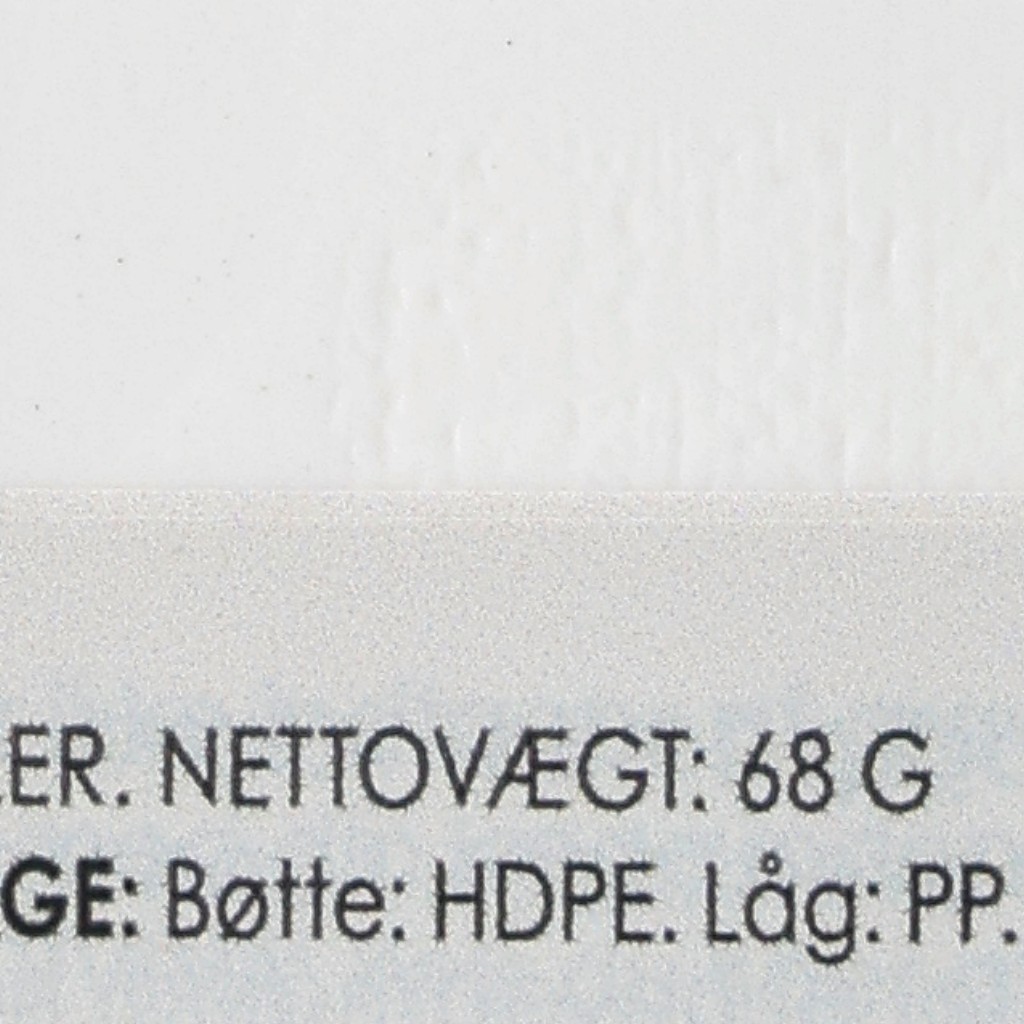 ER. NETTOVÆGT: 68 G
GE: Bøtte: HDPE. Låg: PP.